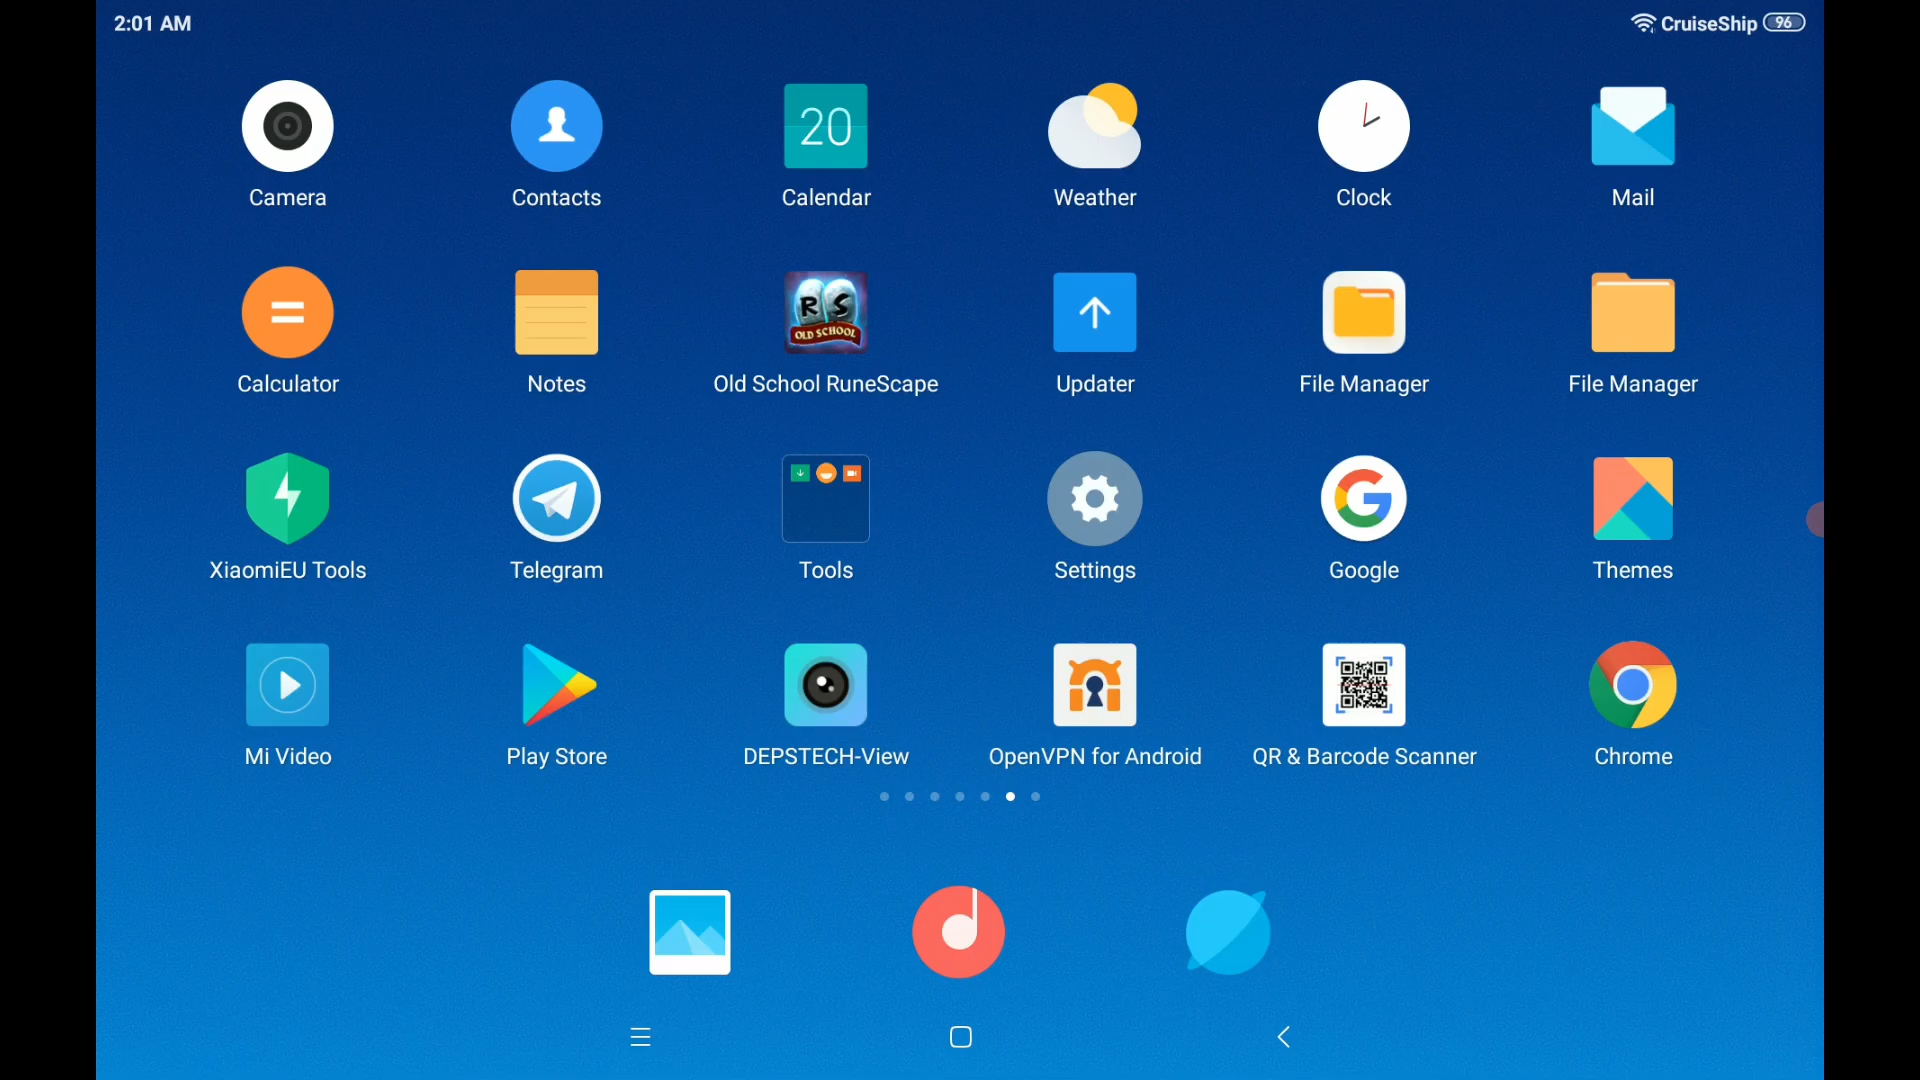 2:01 AM
CruiseShip 96
20
Camera
Contacts
Calendar
Weather
Clock
Mail
R S
OLD SCHOOL
Calculator
Notes
Old School RuneScape
Updater
File Manager
File Manager
XiaomiEU Tools
Telegram
Tools
Settings
Google
Themes
Mi Video
Play Store
DEPSTECH-View
OpenVPN for Android
QR & Barcode Scanner
Chrome